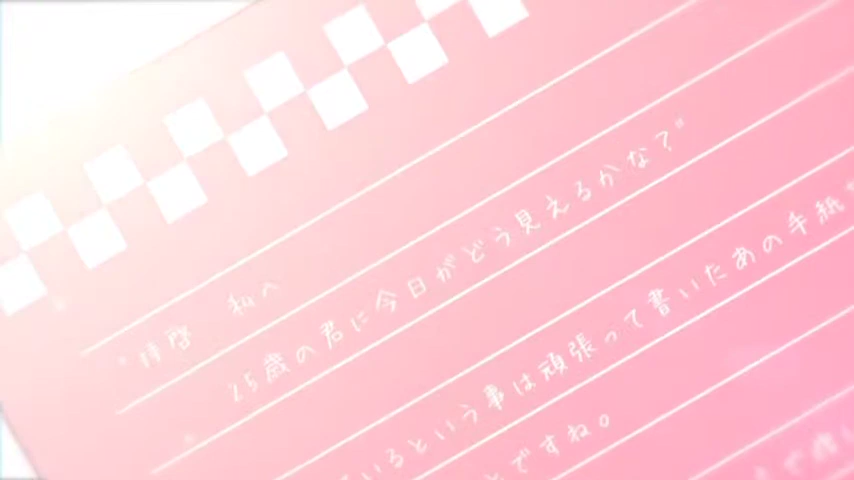 "拝啓 私へ
25歳の君に今日がどう見えるかな？"
いるという事は頑張って書いたあの手紙
とですね。